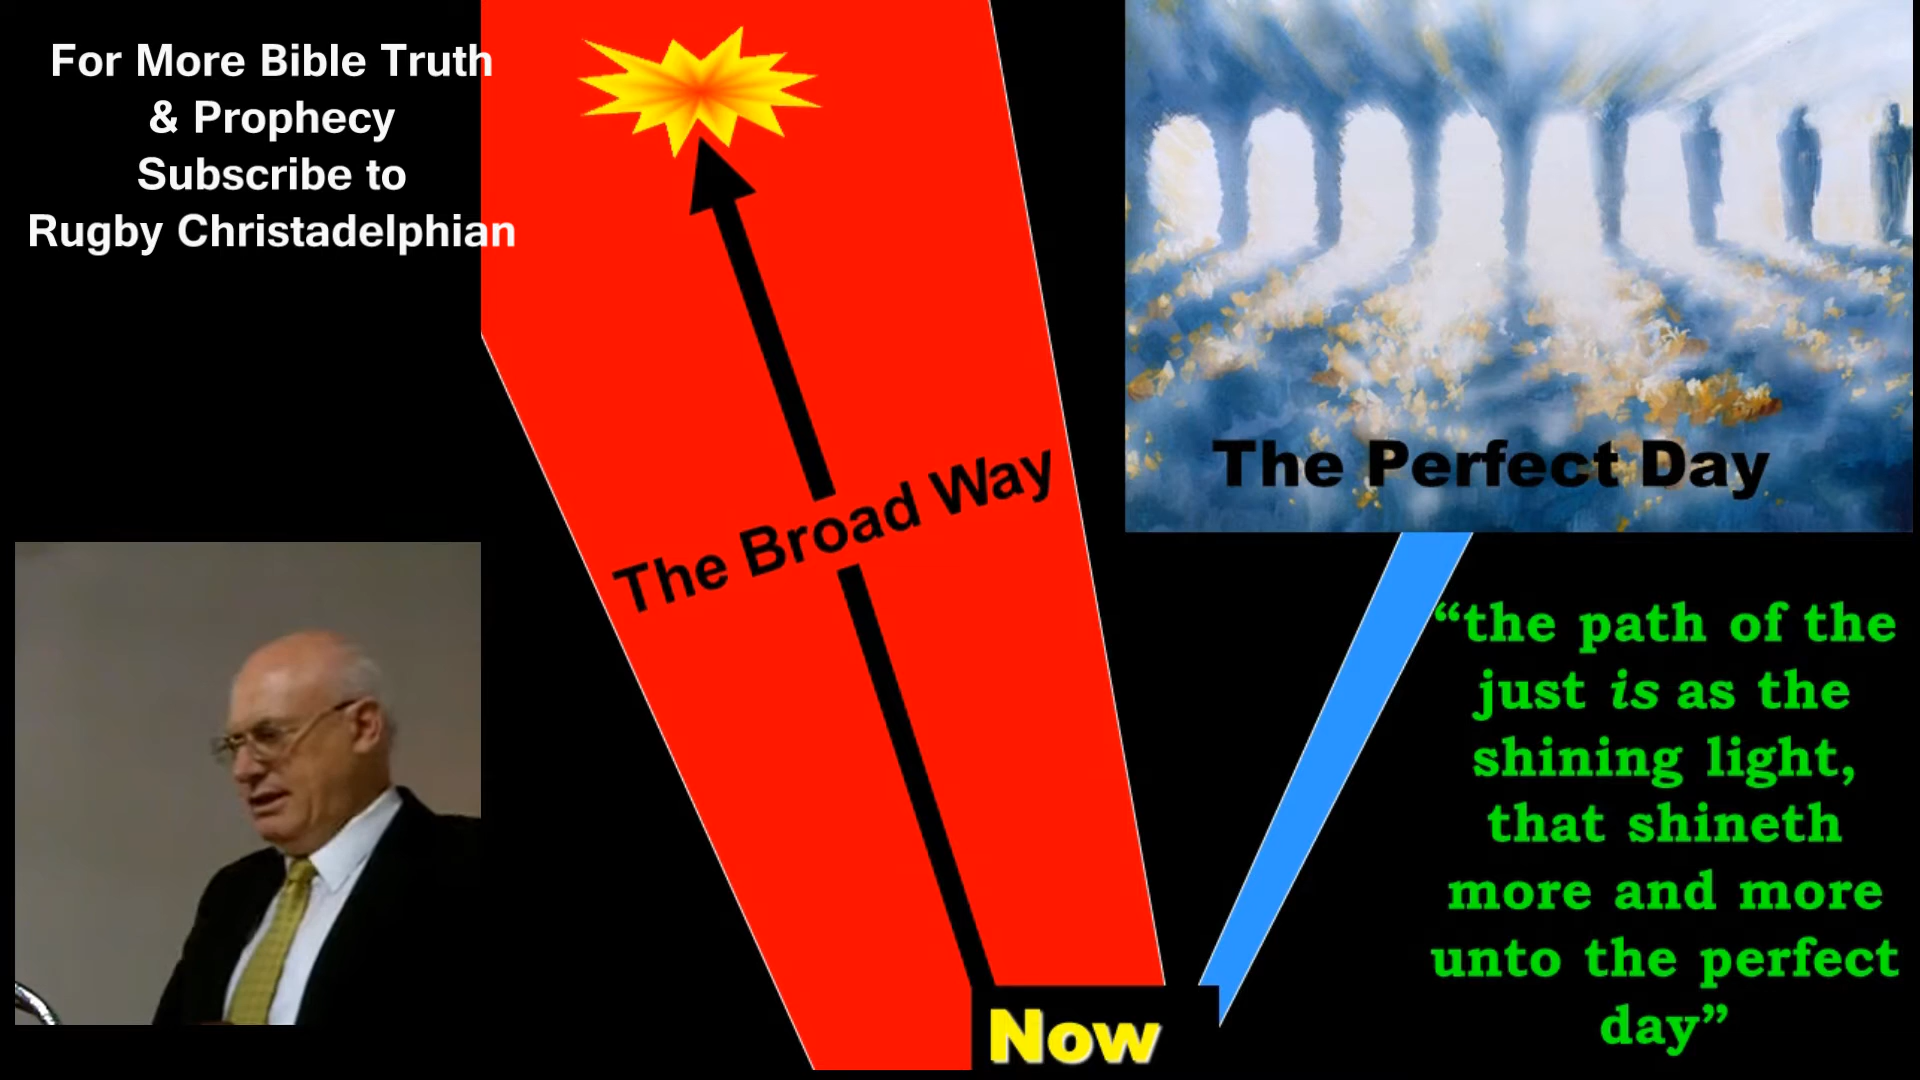 For More Bible Truth
& Prophecy
Subscribe to
Rugby Christadelphian
The Broad Way
The Perfect Day
“the path of the
just is as the
shining light,
that shineth
more and more
unto the perfect
day”
Now